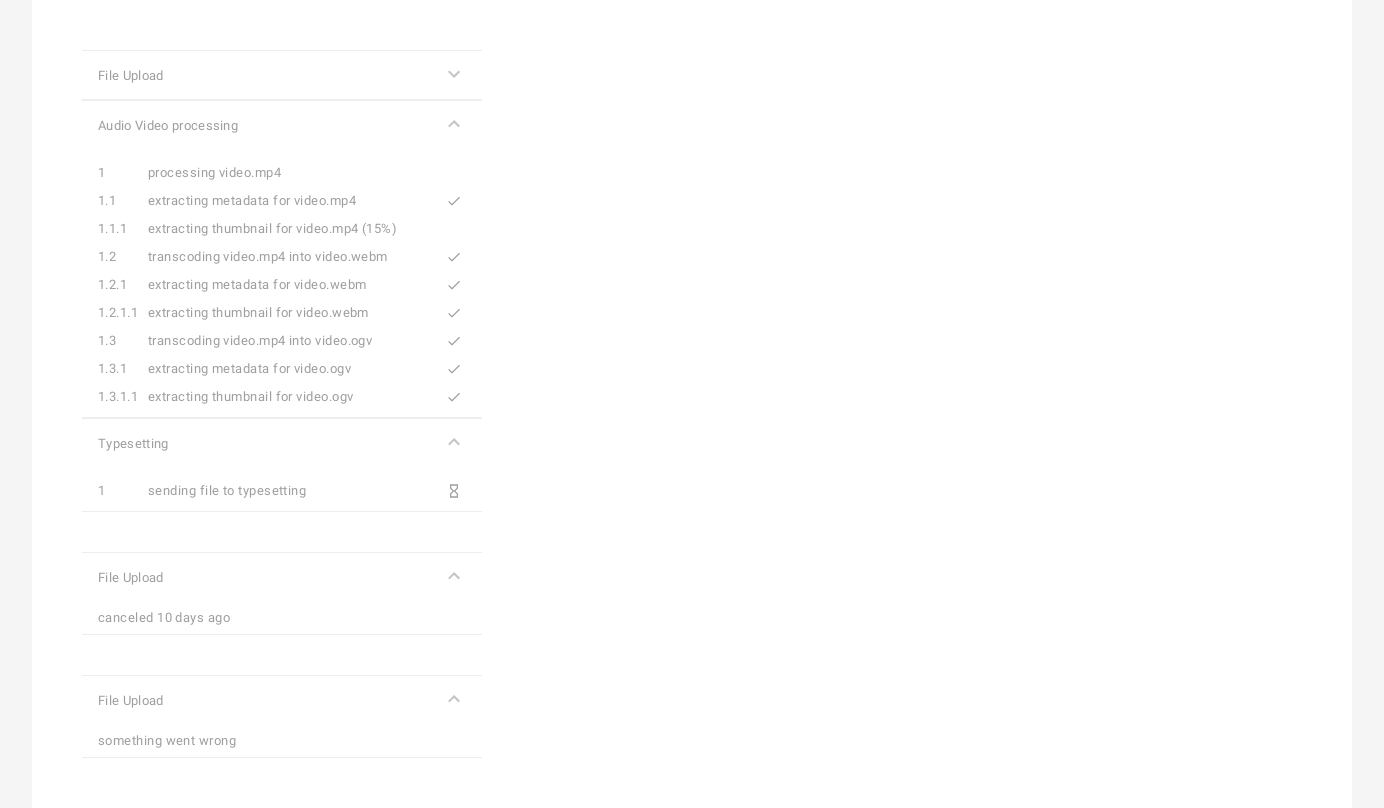 File Upload
Audio Video processing
1 processing video.mp4
1.1 extracting metadata for video.mp4
1.1.1 extracting thumbnail for video.mp4 (15%)
1.2 transcoding video.mp4 into video.webm
1.2.1 extracting metadata for video.webm
1.2.1.1 extracting thumbnail for video.webm
1.3 transcoding video.mp4 into video.ogv
1.3.1 extracting metadata for video.ogv
1.3.1.1 extracting thumbnail for video.ogv
Typesetting
1 sending file to typesetting
File Upload
canceled 10 days ago
File Upload
something went wrong